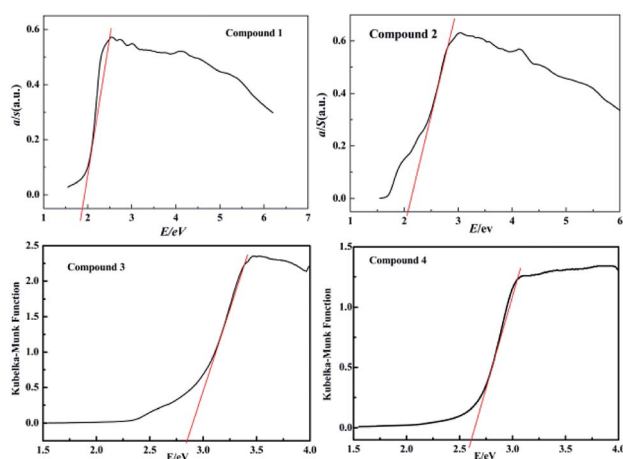 Compound 1
a/s(a.u.)
0.6
0.4
0.2
0.0
1 2 3 4 5 6 7
E/eV
Compound 2
a/S(a.u.)
0.6
0.4
0.2
0.0
1 2 3 4 5 6
E/ev
Compound 3
Kubelka-Munk Function
2.5
2.0
1.5
1.0
0.5
0.0
1.5 2.0 2.5 3.0 3.5 4.0
E/eV
Compound 4
Kubelka-Munk Function
1.5
1.0
0.5
0.0
1.5 2.0 2.5 3.0 3.5 4.0
E/eV